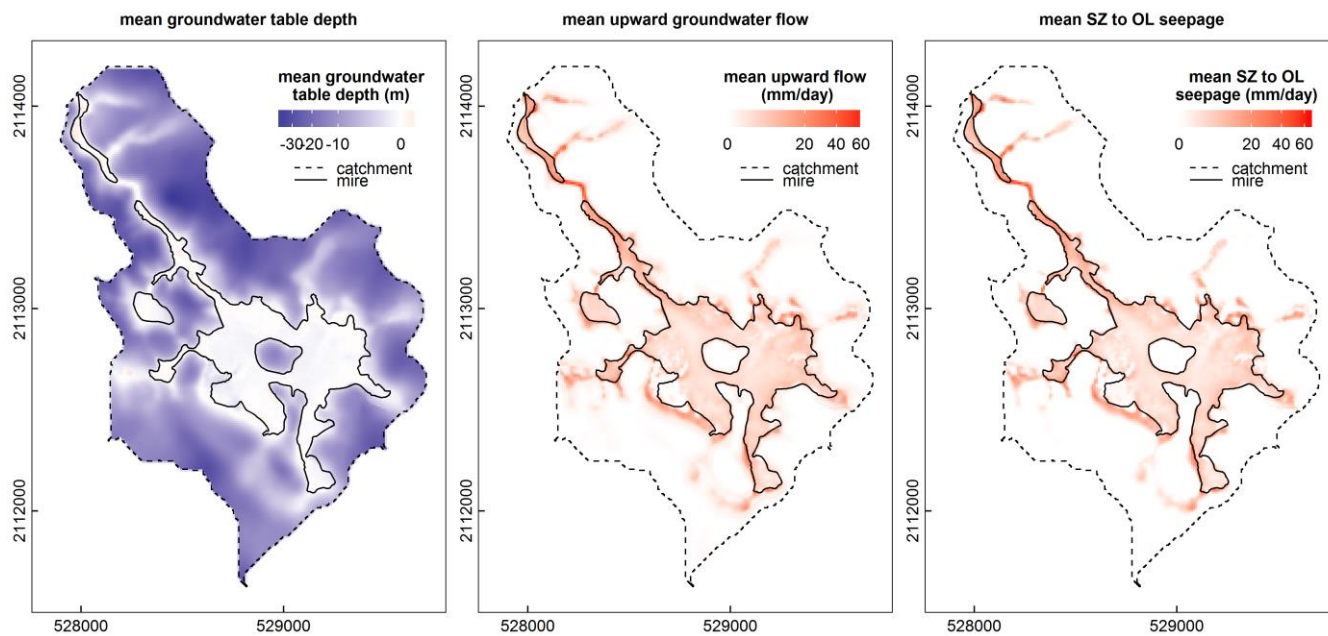 mean groundwater table depth
mean groundwater
table depth (m)
-30 -20 -10 0
catchment
mire
2114000
2113000
2112000
528000 529000
mean upward groundwater flow
mean upward flow
(mm/day)
0 20 40 60
catchment
mire
2114000
2113000
2112000
528000 529000
mean SZ to OL seepage
mean SZ to OL
seepage (mm/day)
0 20 40 60
catchment
mire
2114000
2113000
2112000
528000 529000